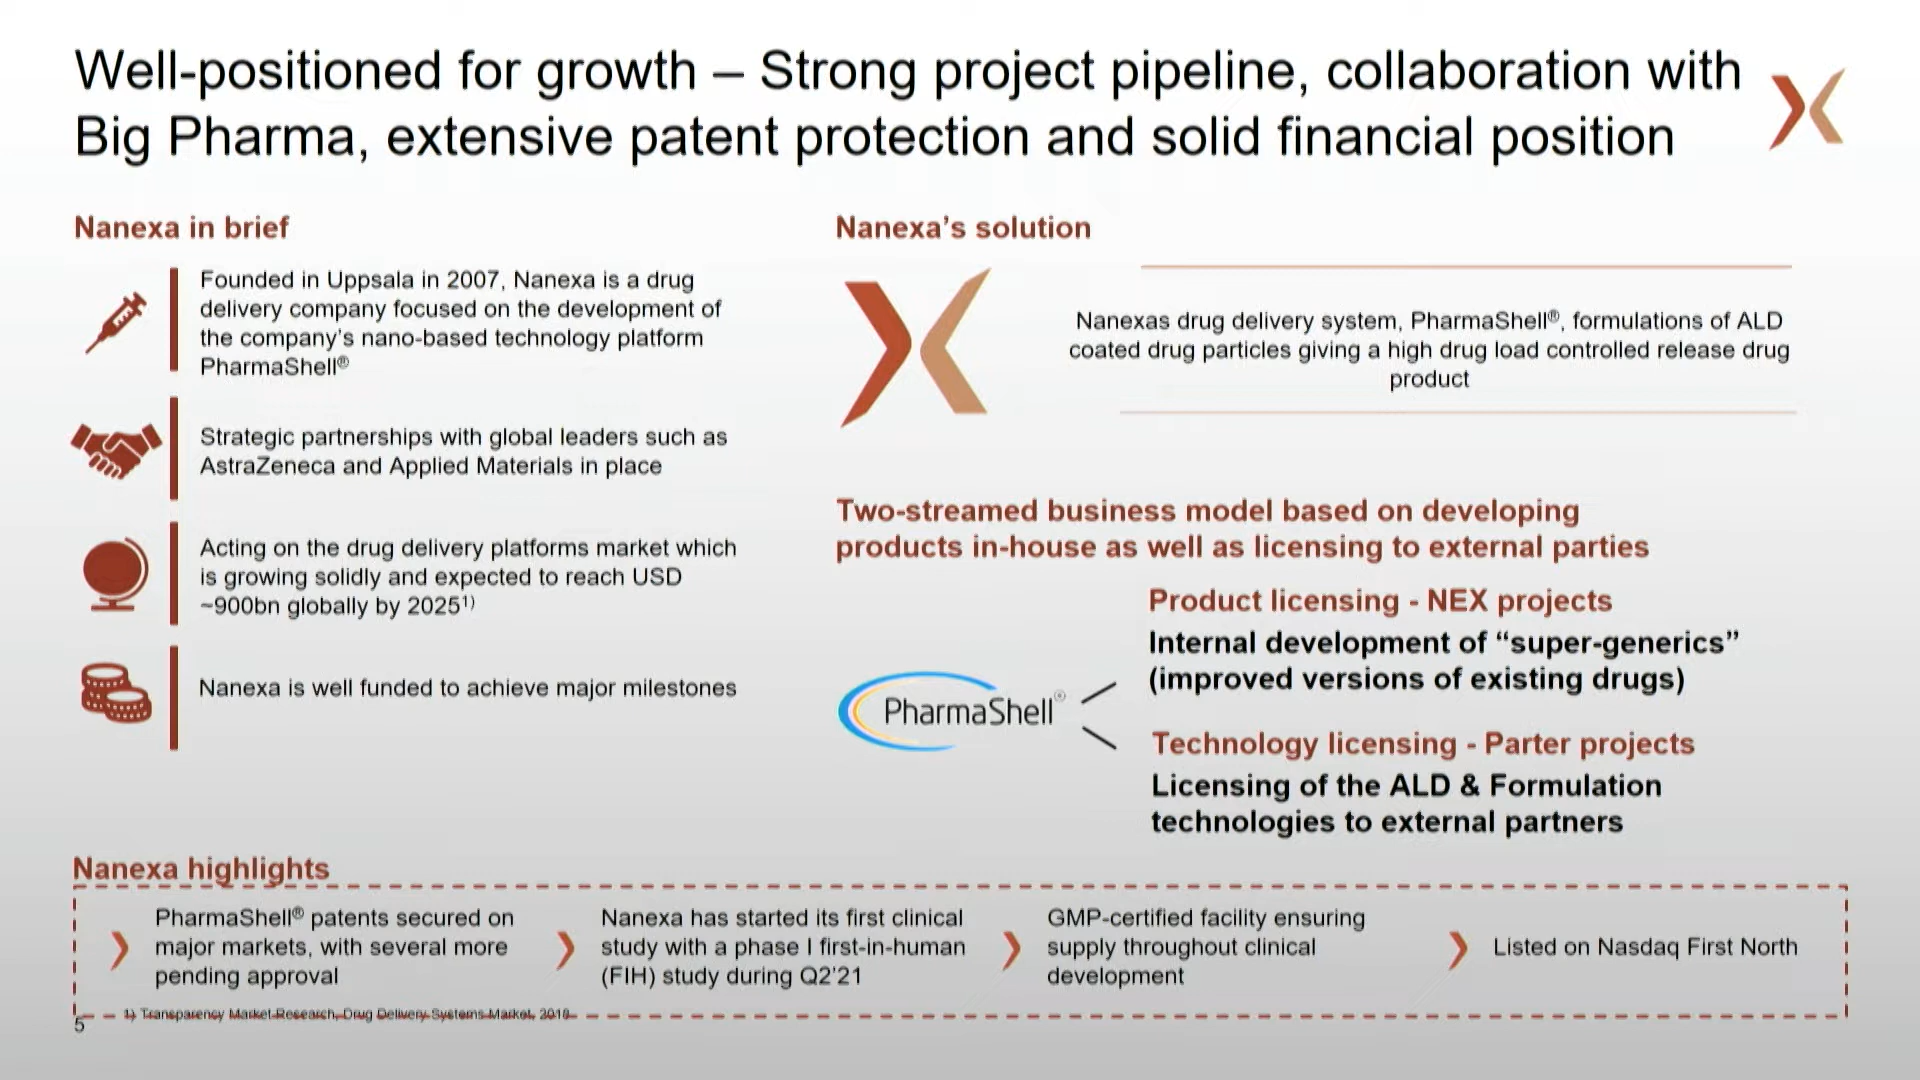 Well-positioned for growth – Strong project pipeline, collaboration with
Big Pharma, extensive patent protection and solid financial position
Nanexa in brief
Founded in Uppsala in 2007, Nanexa is a drug
delivery company focused on the development of
the company's nano-based technology platform
PharmaShell®
Strategic partnerships with global leaders such as
AstraZeneca and Applied Materials in place
Acting on the drug delivery platforms market which
is growing solidly and expected to reach USD
~900bn globally by 2025¹⁾
Nanexa is well funded to achieve major milestones
Nanexa's solution
Nanexas drug delivery system, PharmaShell®, formulations of ALD
coated drug particles giving a high drug load controlled release drug
product
Two-streamed business model based on developing
products in-house as well as licensing to external parties
PharmaShell®
Product licensing - NEX projects
Internal development of “super-generics”
(improved versions of existing drugs)
Technology licensing - Parter projects
Licensing of the ALD & Formulation
technologies to external partners
Nanexa highlights
PharmaShell® patents secured on
major markets, with several more
pending approval
Nanexa has started its first clinical
study with a phase I first-in-human
(FIH) study during Q2'21
GMP-certified facility ensuring
supply throughout clinical
development
Listed on Nasdaq First North
1) Transparency Market Research, Drug Delivery Systems Market,
5